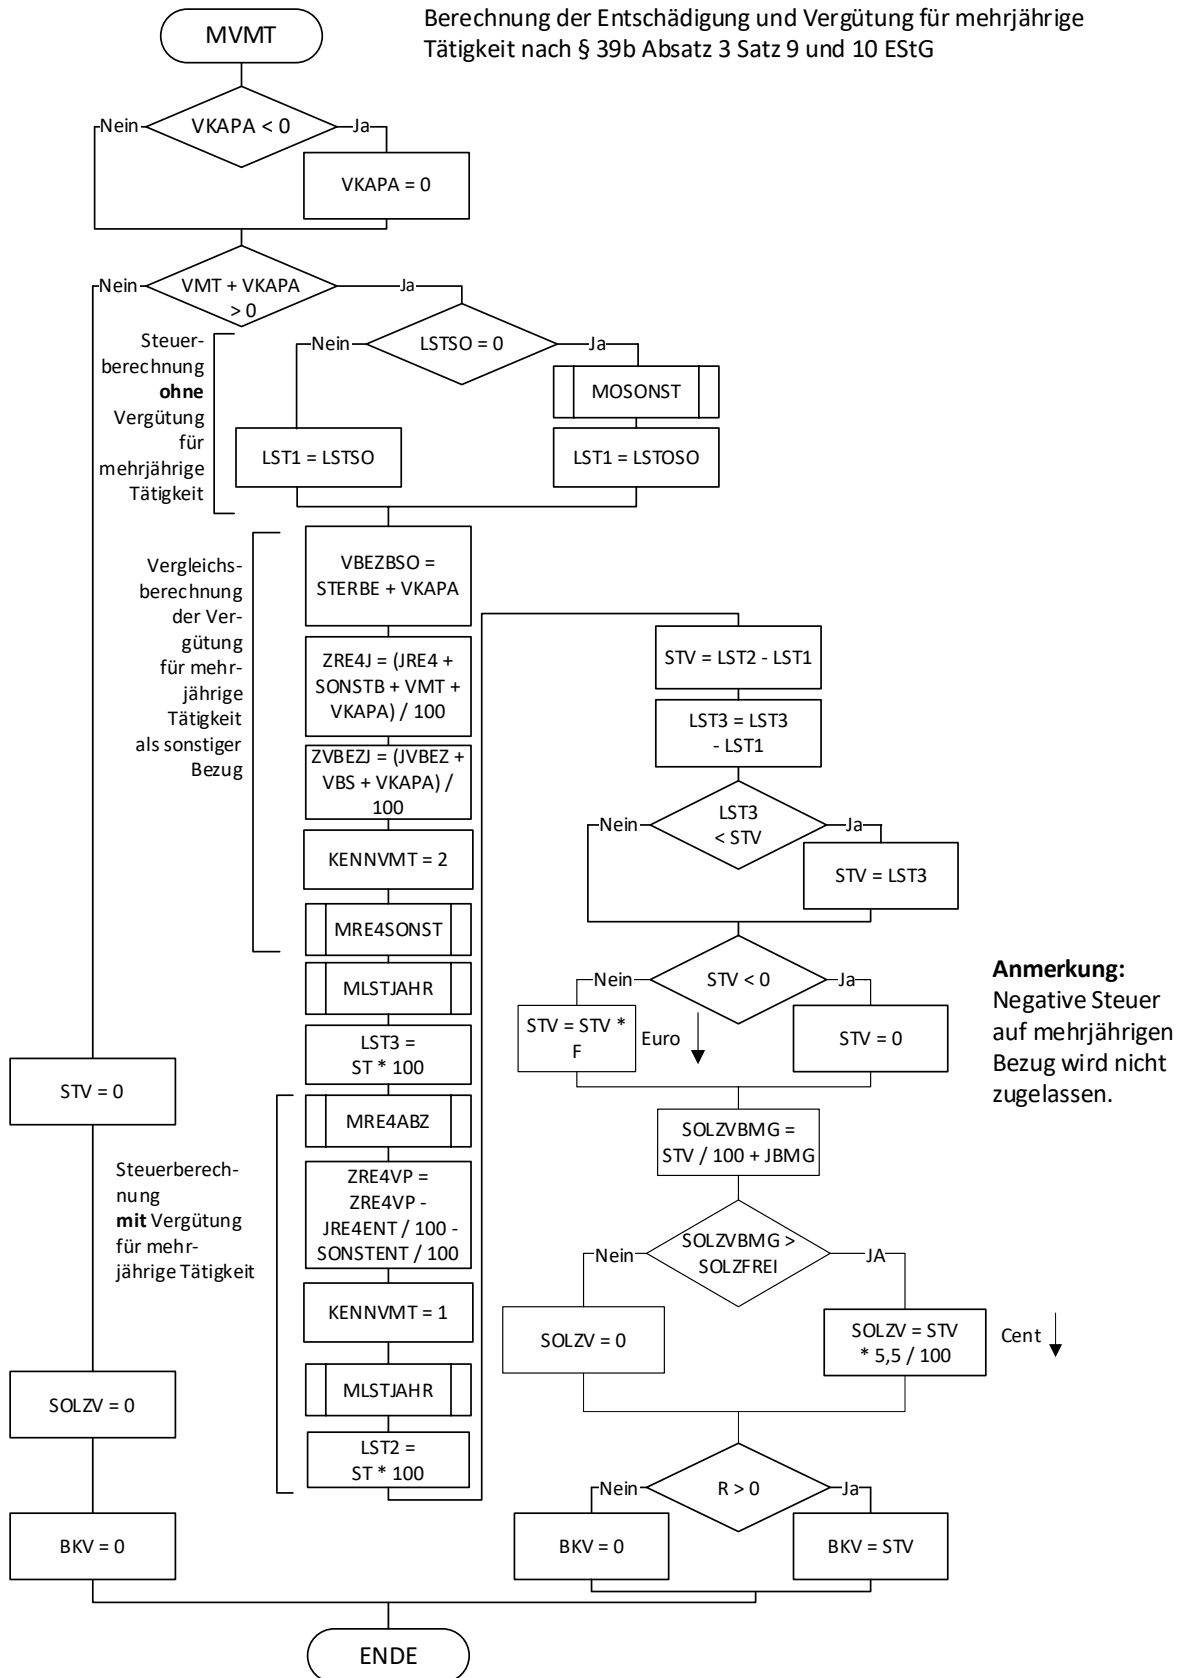 Berechnung der Entschädigung und Vergütung für mehrjährige
Tätigkeit nach § 39b Absatz 3 Satz 9 und 10 EStG
MVMT
Nein
VKAPA < 0
Ja
VKAPA = 0
Nein
VMT + VKAPA
> 0
Ja
Steuer-
berechnung
ohne
Vergütung
für
mehrjährige
Tätigkeit
Nein
LSTSO = 0
Ja
MOSONST
LST1 = LSTSO
LST1 = LSTOSO
Vergleichs-
berechnung
der Ver-
gütung
für mehr-
jährige
Tätigkeit
als sonstiger
Bezug
VBEZBSO =
STERBE + VKAPA
ZRE4J = (JRE4 +
SONSTB + VMT +
VKAPA) / 100
ZVBEZJ = (JVBEZ +
VBS + VKAPA) /
100
KENNVMT = 2
MRE4SONST
MLSTJAHR
LST3 =
ST * 100
STV = 0
Steuerberech-
nung
mit Vergütung
für mehr-
jährige Tätigkeit
MRE4ABZ
ZRE4VP =
ZRE4VP -
JRE4ENT / 100 -
SONSTENT / 100
KENNVMT = 1
MLSTJAHR
LST2 =
ST * 100
SOLZV = 0
BKV = 0
STV = LST2 - LST1
LST3 = LST3
- LST1
Nein
LST3
< STV
Ja
STV = LST3
Nein
STV < 0
Ja
STV = STV *
F
Euro
STV = 0
Anmerkung:
Negative Steuer
auf mehrjährigen
Bezug wird nicht
zugelassen.
SOLZVBMG =
STV / 100 + JBMG
Nein
SOLZVBMG >
SOLZFREI
JA
SOLZV = 0
SOLZV = STV
* 5,5 / 100
Cent
Nein
R > 0
Ja
BKV = 0
BKV = STV
ENDE